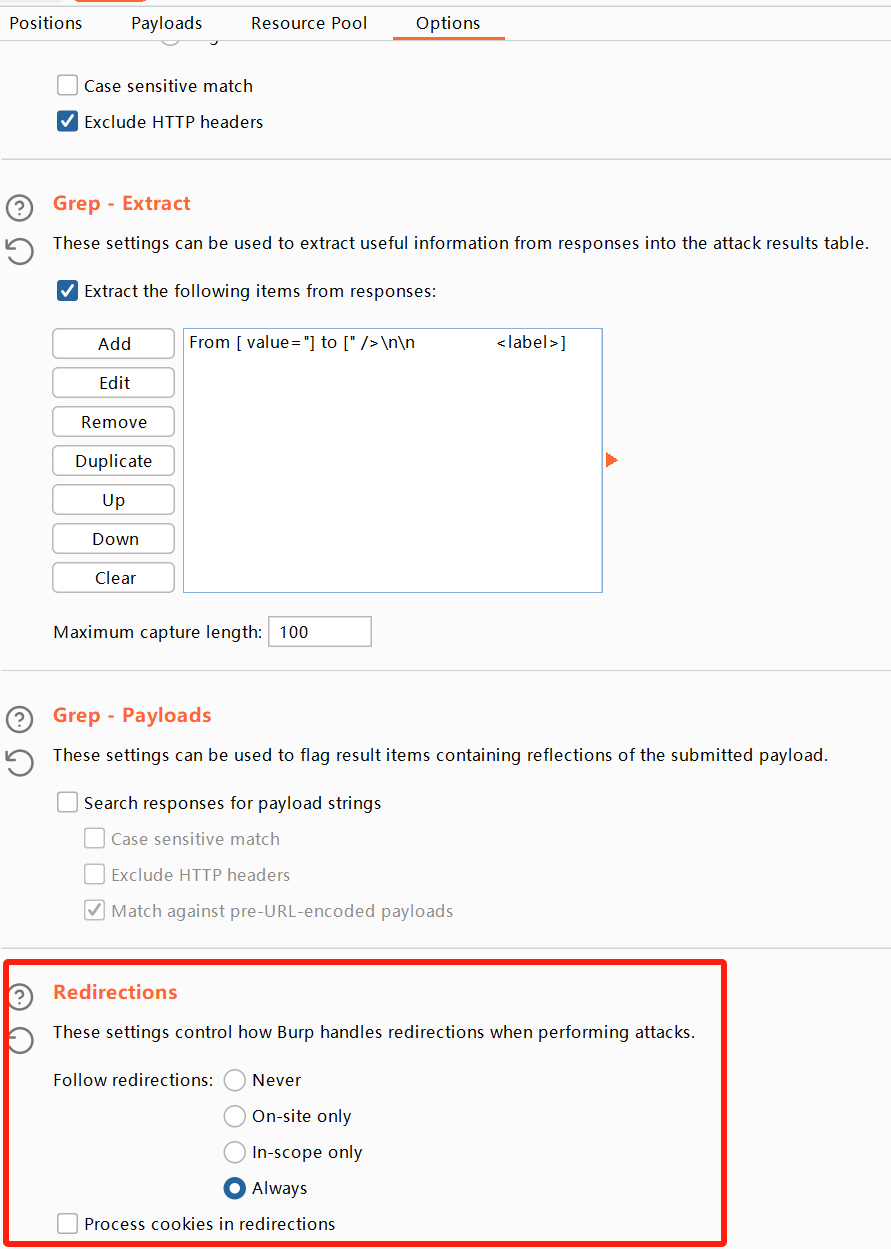 Positions Payloads Resource Pool Options
Case sensitive match
Exclude HTTP headers
Grep - Extract
These settings can be used to extract useful information from responses into the attack results table.
Extract the following items from responses:
Add
From [ value="] to [" />\n\n <label>]
Edit
Remove
Duplicate
Up
Down
Clear
Maximum capture length: 100
Grep - Payloads
These settings can be used to flag result items containing reflections of the submitted payload.
Search responses for payload strings
Case sensitive match
Exclude HTTP headers
Match against pre-URL-encoded payloads
Redirections
These settings control how Burp handles redirections when performing attacks.
Follow redirections: Never
On-site only
In-scope only
Always
Process cookies in redirections